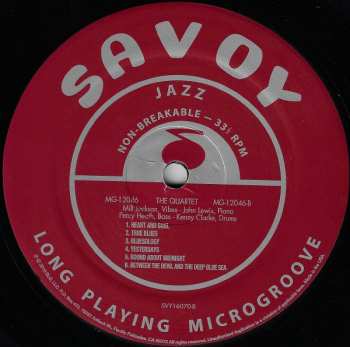 SAVOY
JAZZ
NON-BREAKABLE — 33⅓ RPM
MG-12046 THE QUARTET MG-12046-B
Milt Jackson, Vibes - John Lewis, Piano
Percy Heath, Bass - Kenny Clarke, Drums
1. HEART AND SOUL
2. TRUE BLUES
3. BLUESOLOGY
4. YESTERDAYS
5. ROUND ABOUT MIDNIGHT
6. BETWEEN THE DEVIL AND THE DEEP BLUE SEA
SVY16070-B
LONG PLAYING MICROGROOVE